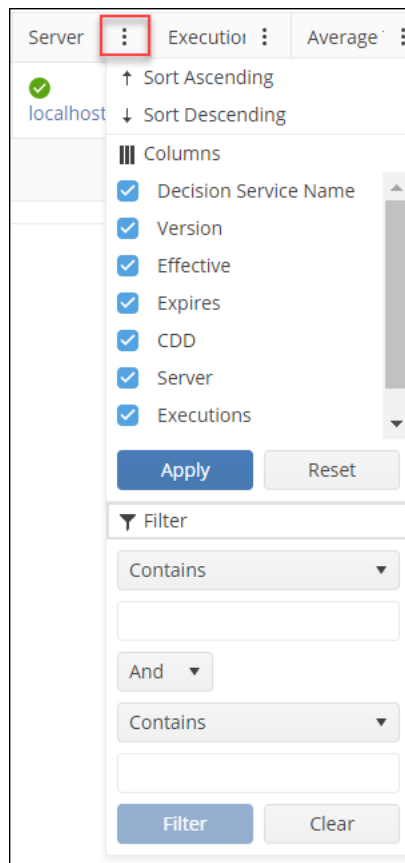 Server Execution Average
localhost
Sort Ascending
Sort Descending
Columns
Decision Service Name
Version
Effective
Expires
CDD
Server
Executions
Apply Reset
Filter
Contains
And
Contains
Filter Clear